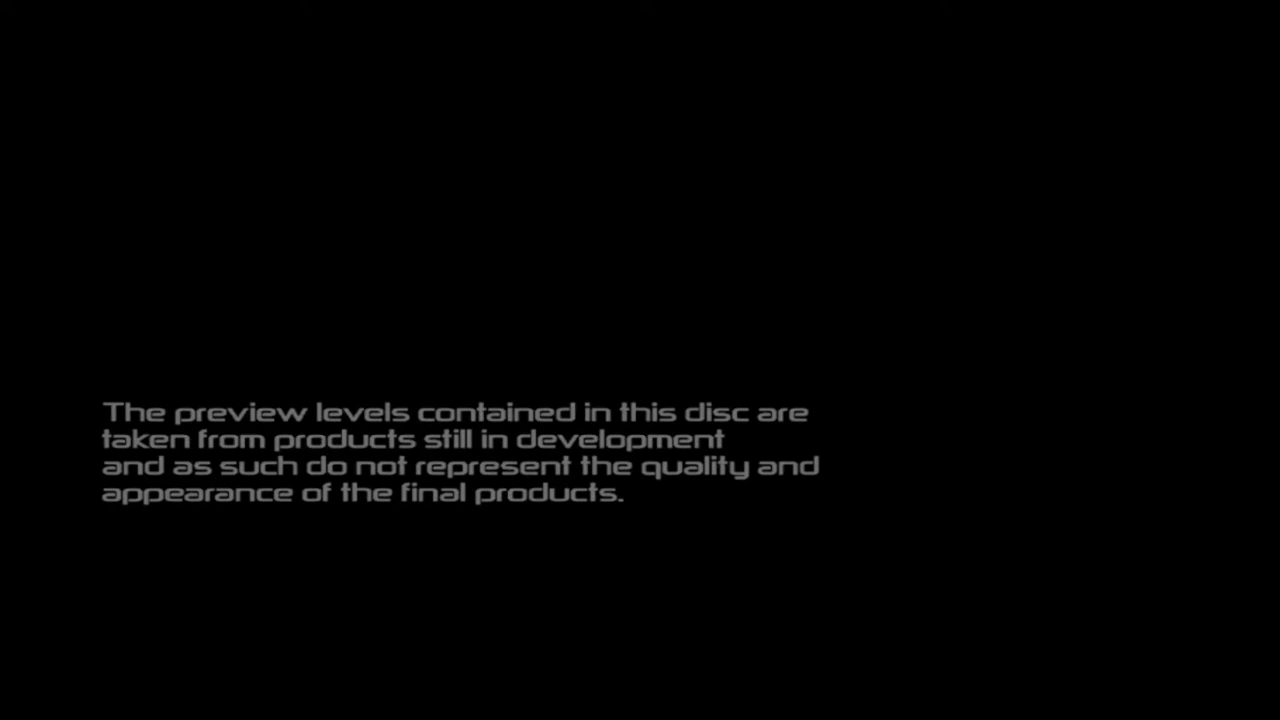 The preview levels contained in this disc are
taken from products still in development
and as such do not represent the quality and
appearance of the final products.